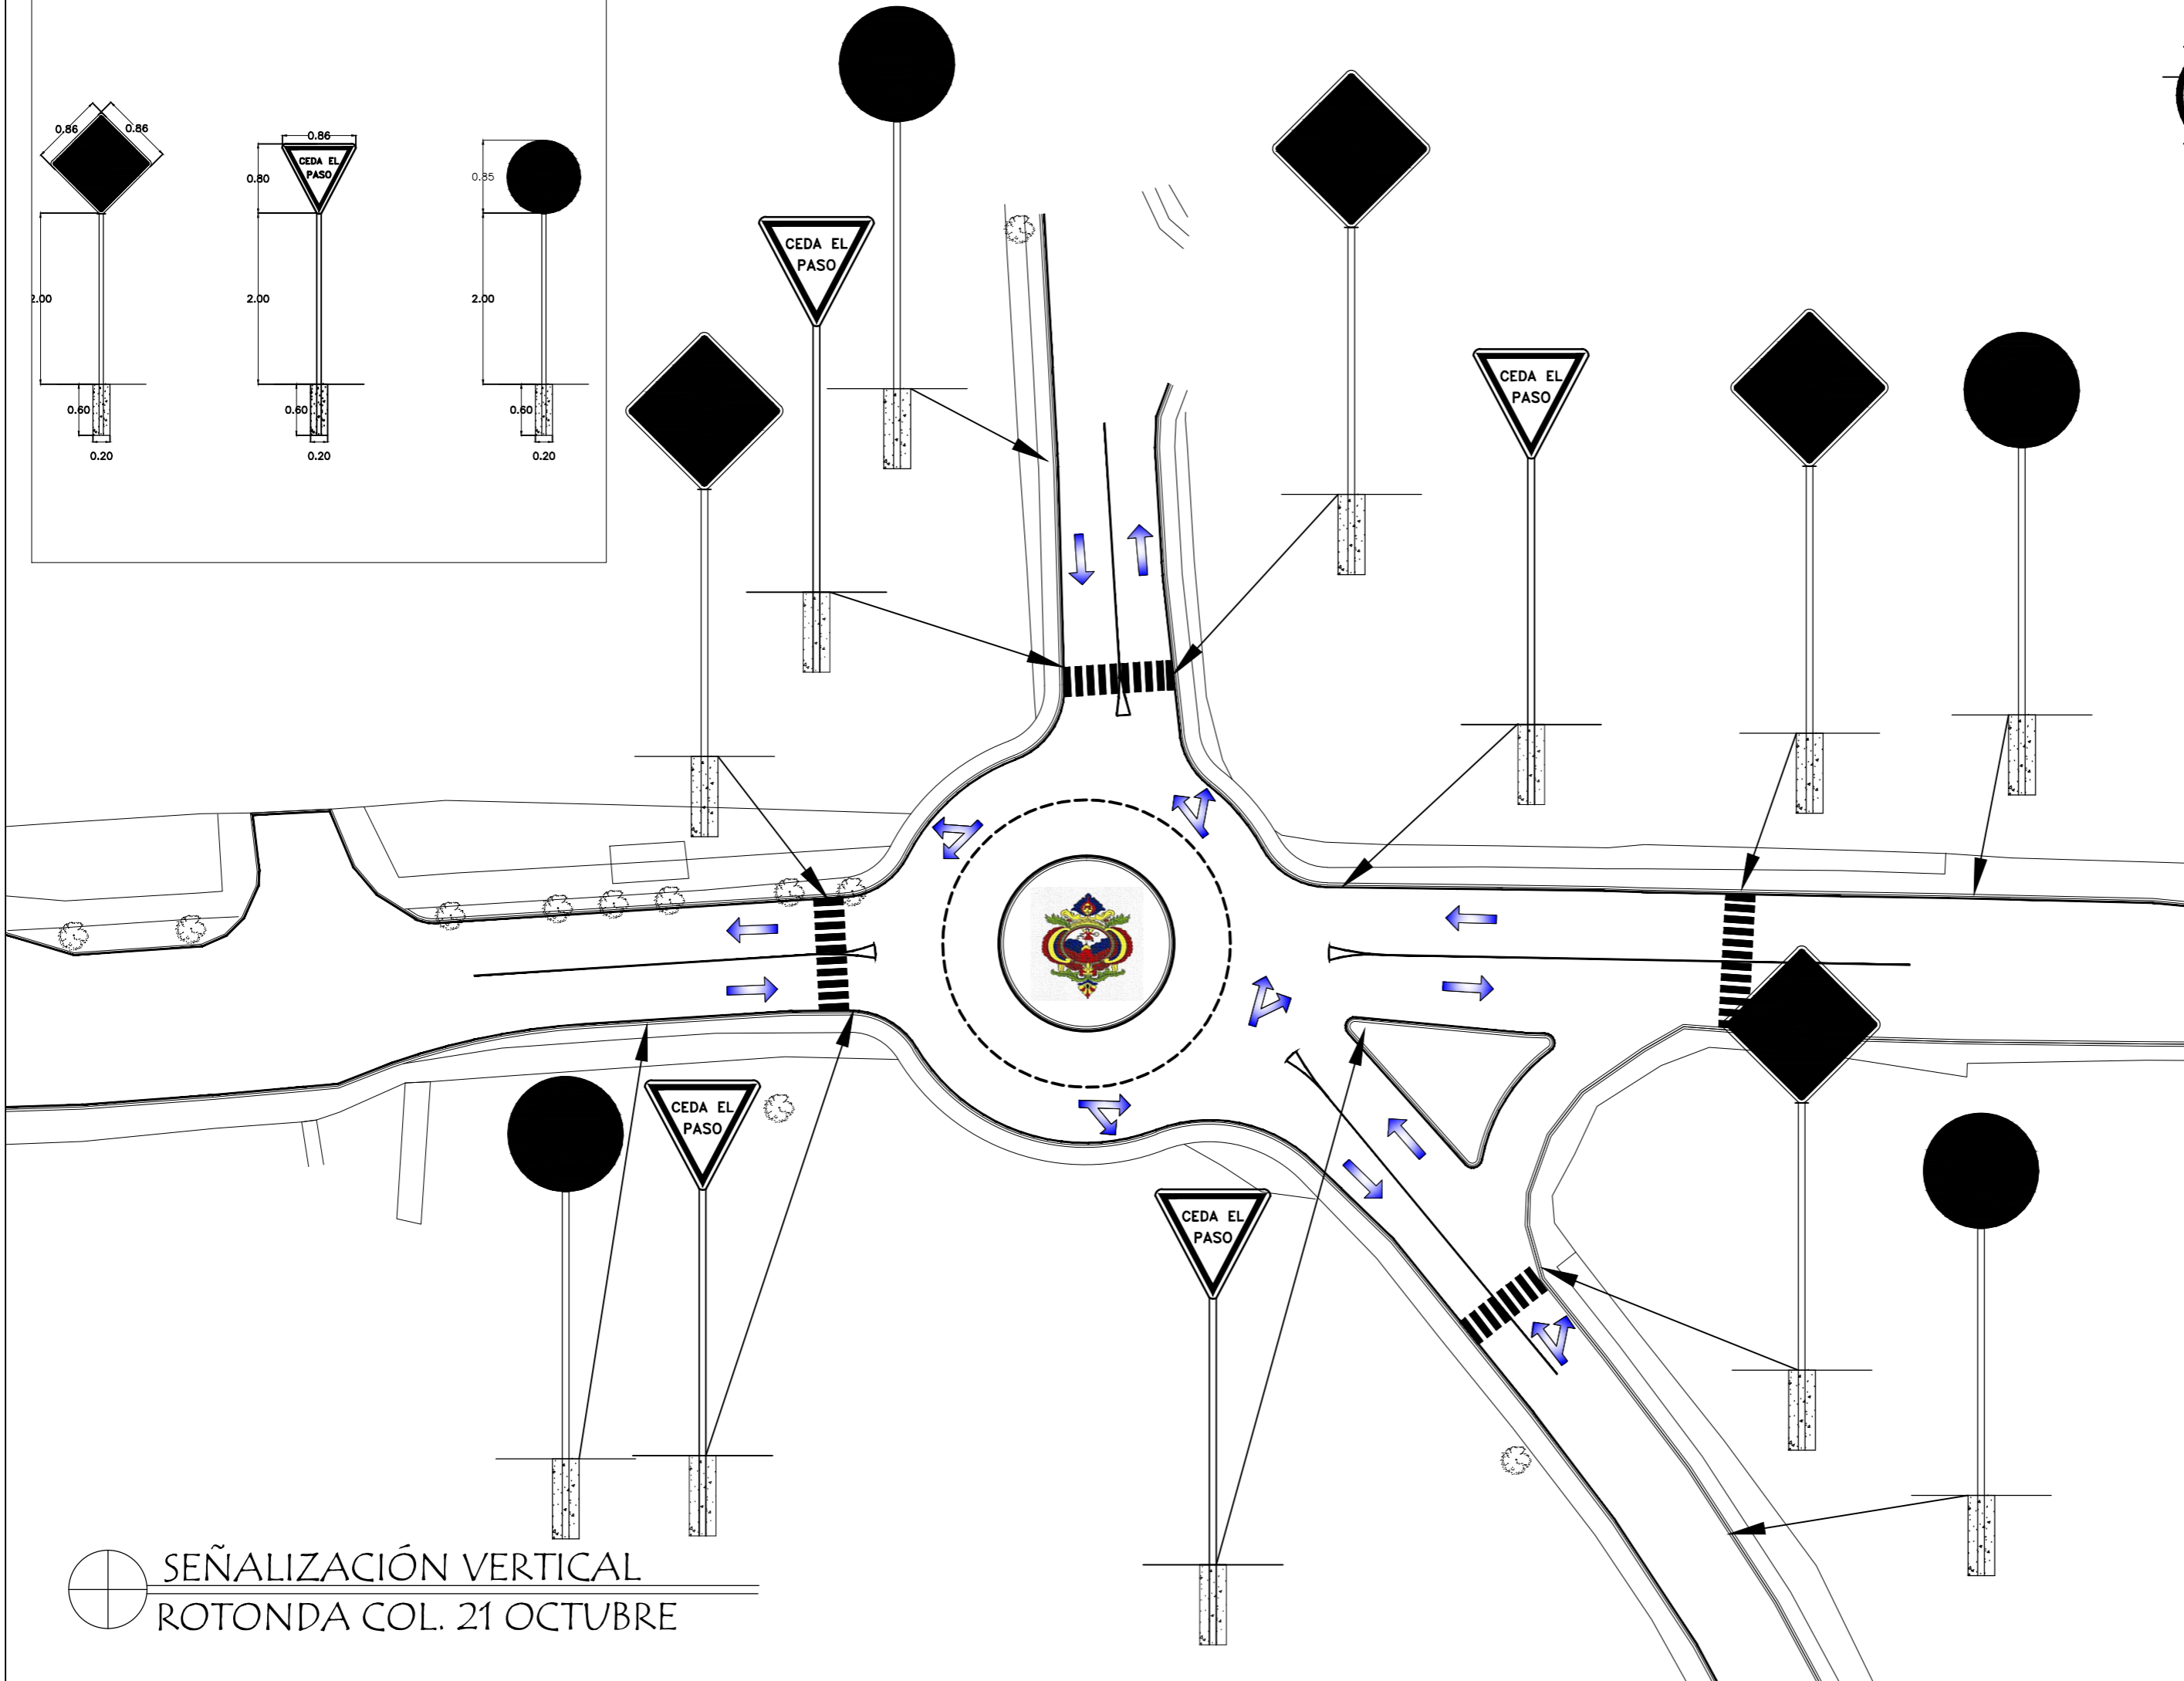 0.86
0.86
2.00
0.60
0.20
0.86
0.80
CEDA EL
PASO
2.00
0.60
0.20
0.85
2.00
0.60
0.20
CEDA EL
PASO
CEDA EL
PASO
CEDA EL
PASO
CEDA EL
PASO
SEÑALIZACIÓN VERTICAL
ROTONDA COL. 21 OCTUBRE